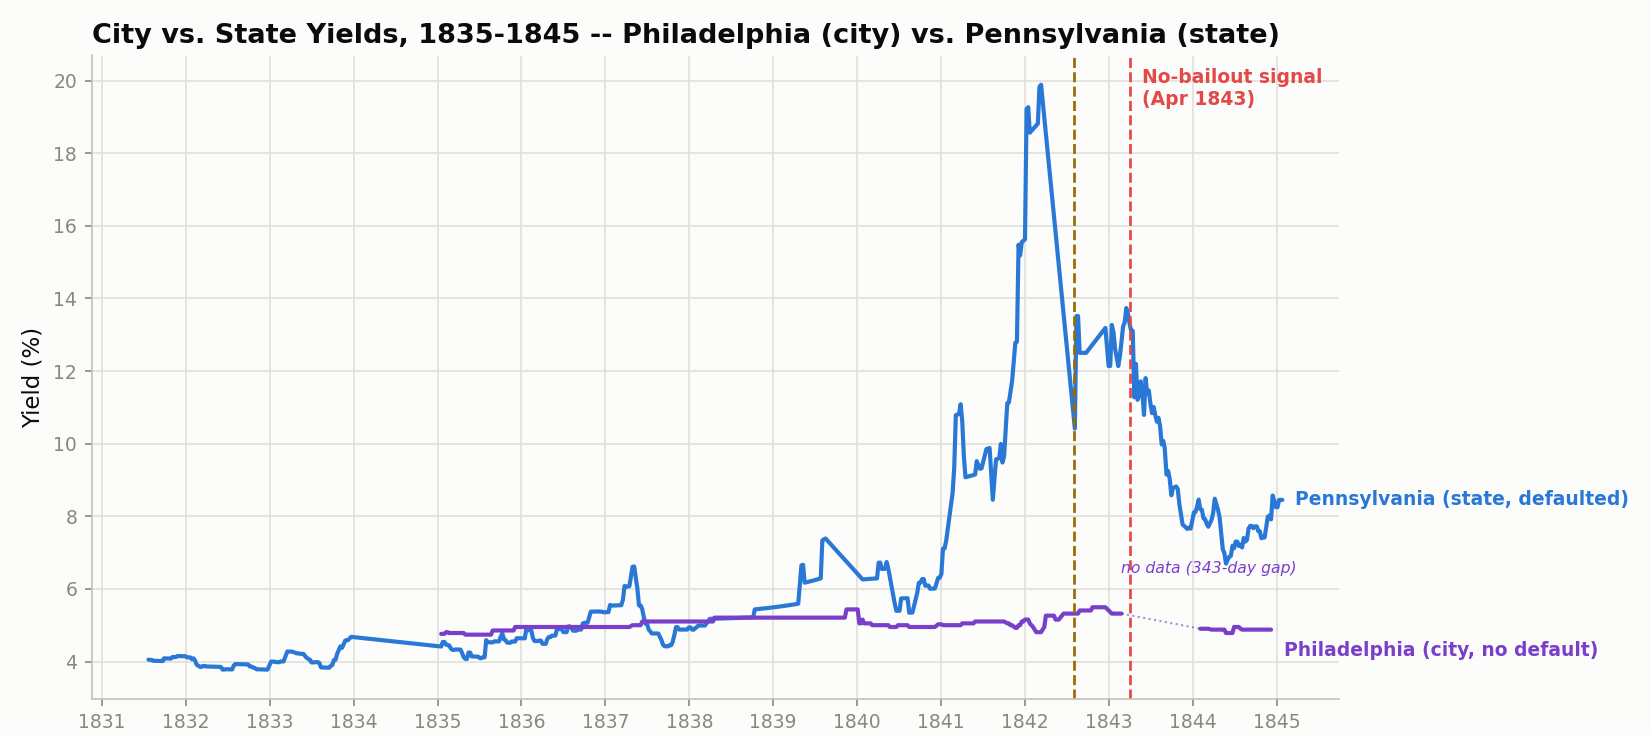 City vs. State Yields, 1835-1845 -- Philadelphia (city) vs. Pennsylvania (state)
No-bailout signal
(Apr 1843)
Yield (%)
20
18
16
14
12
10
8
6
4
Pennsylvania (state, defaulted)
no data (343-day gap)
Philadelphia (city, no default)
1831 1832 1833 1834 1835 1836 1837 1838 1839 1840 1841 1842 1843 1844 1845